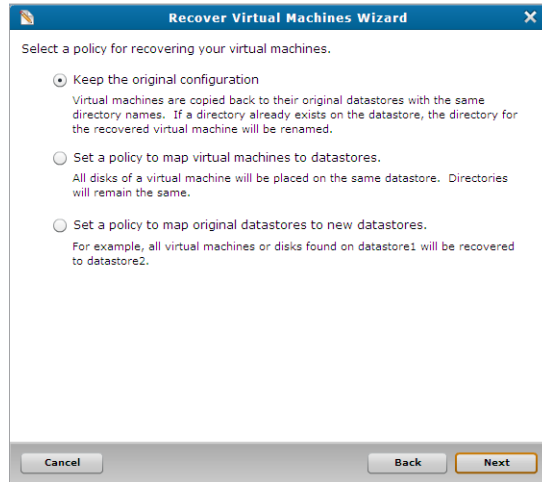 Recover Virtual Machines Wizard
Select a policy for recovering your virtual machines.
Keep the original configuration
Virtual machines are copied back to their original datastores with the same
directory names. If a directory already exists on the datastore, the directory for
the recovered virtual machine will be renamed.
Set a policy to map virtual machines to datastores.
All disks of a virtual machine will be placed on the same datastore. Directories
will remain the same.
Set a policy to map original datastores to new datastores.
For example, all virtual machines or disks found on datastore1 will be recovered
to datastore2.
Cancel Back Next